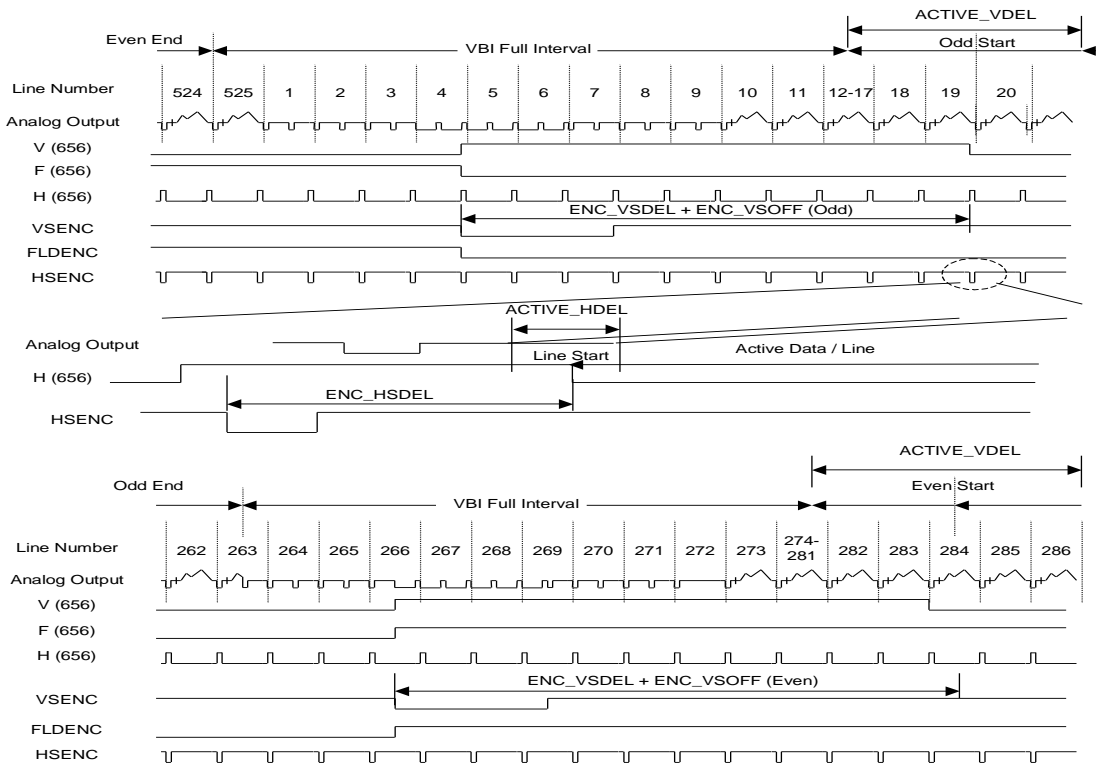 ACTIVE_VDEL
Even End
VBI Full Interval
Odd Start
Line Number
524 525 1 2 3 4 5 6 7 8 9 10 11 12-17 18 19 20
Analog Output
V (656)
F (656)
H (656)
ENC_VSDEL + ENC_VSOFF (Odd)
VSENC
FLDENC
HSENC
ACTIVE_HDEL
Analog Output
Line Start
Active Data / Line
H (656)
ENC_HSDEL
HSENC
ACTIVE_VDEL
Odd End
VBI Full Interval
Even Start
Line Number
262 263 264 265 266 267 268 269 270 271 272 273 274-281 282 283 284 285 286
Analog Output
V (656)
F (656)
H (656)
ENC_VSDEL + ENC_VSOFF (Even)
VSENC
FLDENC
HSENC